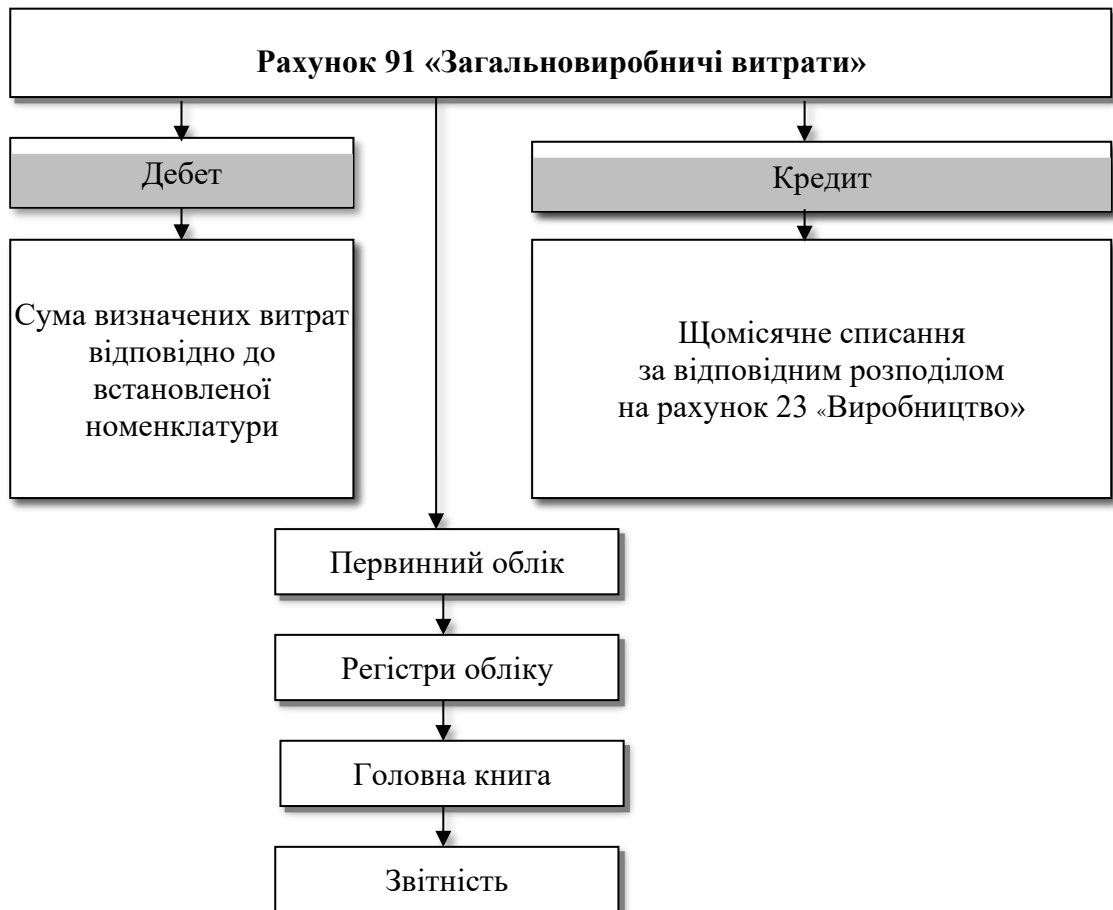 Рахунок 91 «Загальновиробничі витрати»
Дебет
Кредит
Сума визначених витрат
відповідно до
встановленої
номенклатури
Щомісячне списання
за відповідним розподілом
на рахунок 23 «Виробництво»
Первинний облік
Регістри обліку
Головна книга
Звітність